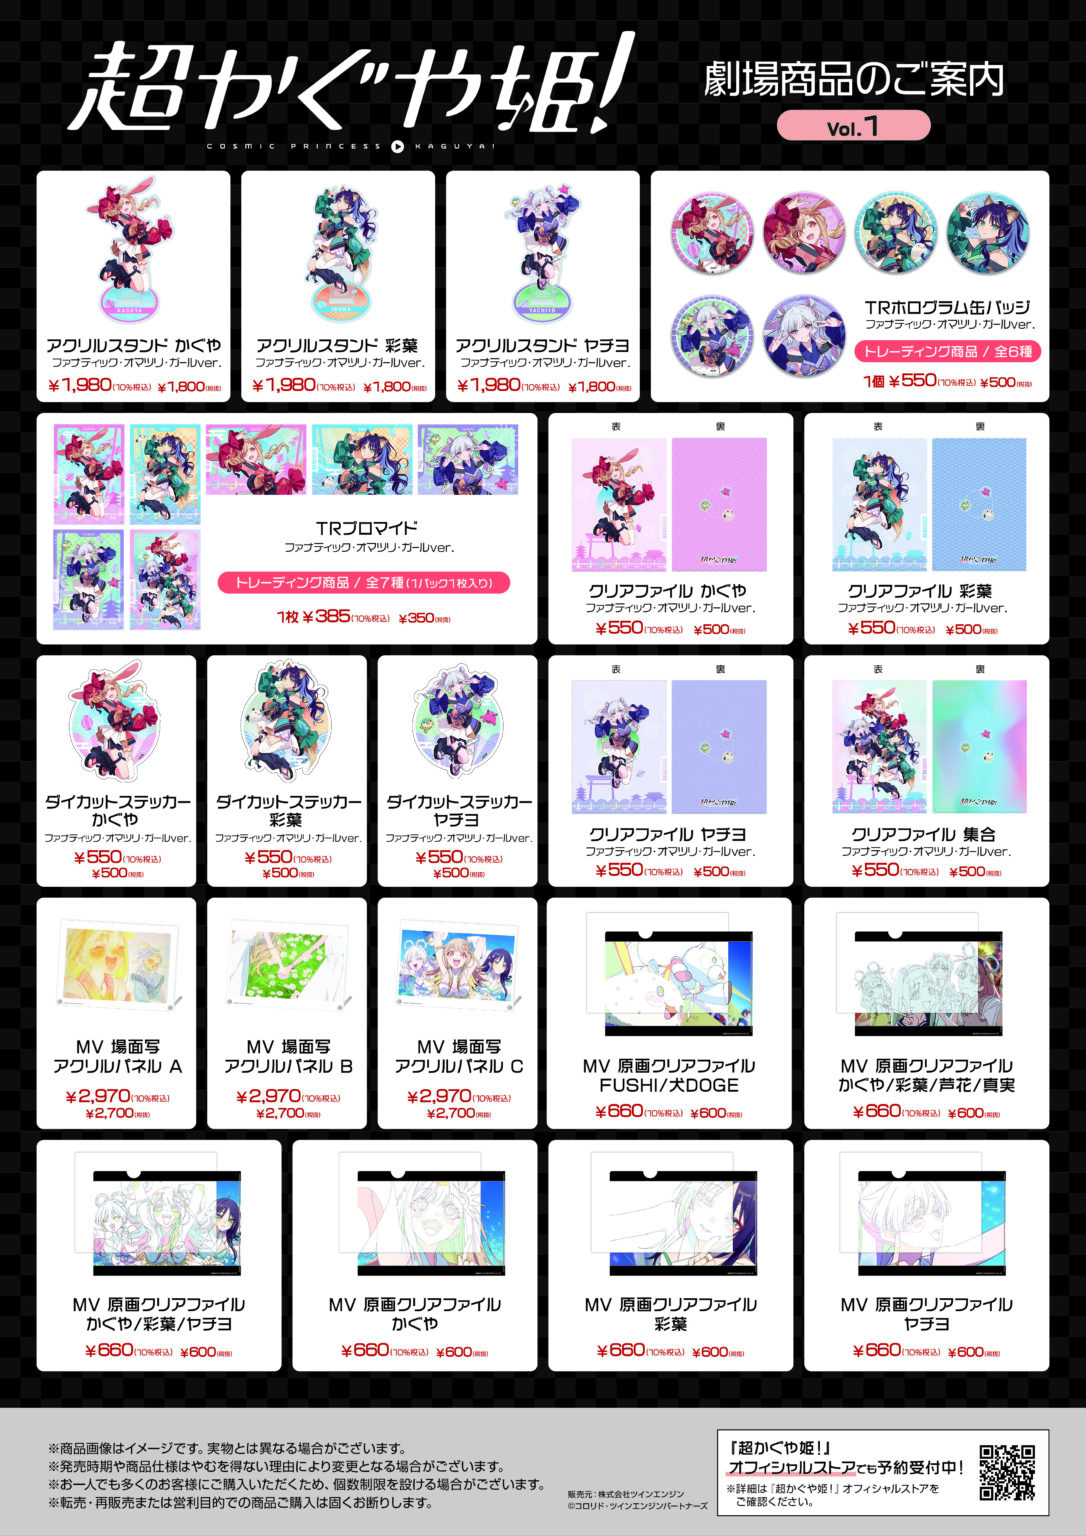 超かぐや姫!
COSMIC PRINCESS KAGUYA!
劇場商品のご案内
Vol.1
KAGUYA
アクリルスタンド かぐや
ファナティック・オマツリ・ガールver.
¥1,980(10%税込) ¥1,800(税抜)
IROHA
アクリルスタンド 彩葉
ファナティック・オマツリ・ガールver.
¥1,980(10%税込) ¥1,800(税抜)
YACHIYO
アクリルスタンド ヤチヨ
ファナティック・オマツリ・ガールver.
¥1,980(10%税込) ¥1,800(税抜)
TRホログラム缶バッジ
ファナティック・オマツリ・ガールver.
トレーディング商品 / 全6種
1個 ¥550(10%税込) ¥500(税抜)
TRブロマイド
ファナティック・オマツリ・ガールver.
トレーディング商品 / 全7種(1パック1枚入り)
1枚 ¥385(10%税込) ¥350(税抜)
表 裏
超かぐや姫!
クリアファイル かぐや
ファナティック・オマツリ・ガールver.
¥550(10%税込) ¥500(税抜)
表 裏
超かぐや姫!
クリアファイル 彩葉
ファナティック・オマツリ・ガールver.
¥550(10%税込) ¥500(税抜)
ダイカットステッカー
かぐや
ファナティック・オマツリ・ガールver.
¥550(10%税込)
¥500(税抜)
ダイカットステッカー
彩葉
ファナティック・オマツリ・ガールver.
¥550(10%税込)
¥500(税抜)
ダイカットステッカー
ヤチヨ
ファナティック・オマツリ・ガールver.
¥550(10%税込)
¥500(税抜)
表 裏
超かぐや姫!
クリアファイル ヤチヨ
ファナティック・オマツリ・ガールver.
¥550(10%税込) ¥500(税抜)
表 裏
超かぐや姫!
クリアファイル 集合
ファナティック・オマツリ・ガールver.
¥550(10%税込) ¥500(税抜)
MV 場面写
アクリルパネル A
¥2,970(10%税込)
¥2,700(税抜)
MV 場面写
アクリルパネル B
¥2,970(10%税込)
¥2,700(税抜)
MV 場面写
アクリルパネル C
¥2,970(10%税込)
¥2,700(税抜)
MV 原画クリアファイル
FUSHI/犬DOGE
¥660(10%税込) ¥600(税抜)
MV 原画クリアファイル
かぐや/彩葉/芦花/真実
¥660(10%税込) ¥600(税抜)
MV 原画クリアファイル
かぐや/彩葉/ヤチヨ
¥660(10%税込) ¥600(税抜)
MV 原画クリアファイル
かぐや
¥660(10%税込) ¥600(税抜)
MV 原画クリアファイル
彩葉
¥660(10%税込) ¥600(税抜)
MV 原画クリアファイル
ヤチヨ
¥660(10%税込) ¥600(税抜)
※商品画像はイメージです。実物とは異なる場合がございます。
※発売時期や商品仕様はやむを得ない理由により変更となる場合がございます。
※お一人でも多くのお客様にご購入いただくため、個数制限を設ける場合がございます。
※転売・再販売または営利目的での商品ご購入は固くお断りします。
販売元:株式会社ツインエンジン
©コロリド・ツインエンジンパートナーズ
『超かぐや姫!』
オフィシャルストアでも予約受付中!
※詳細は『超かぐや姫!』オフィシャルストアを
ご確認ください。